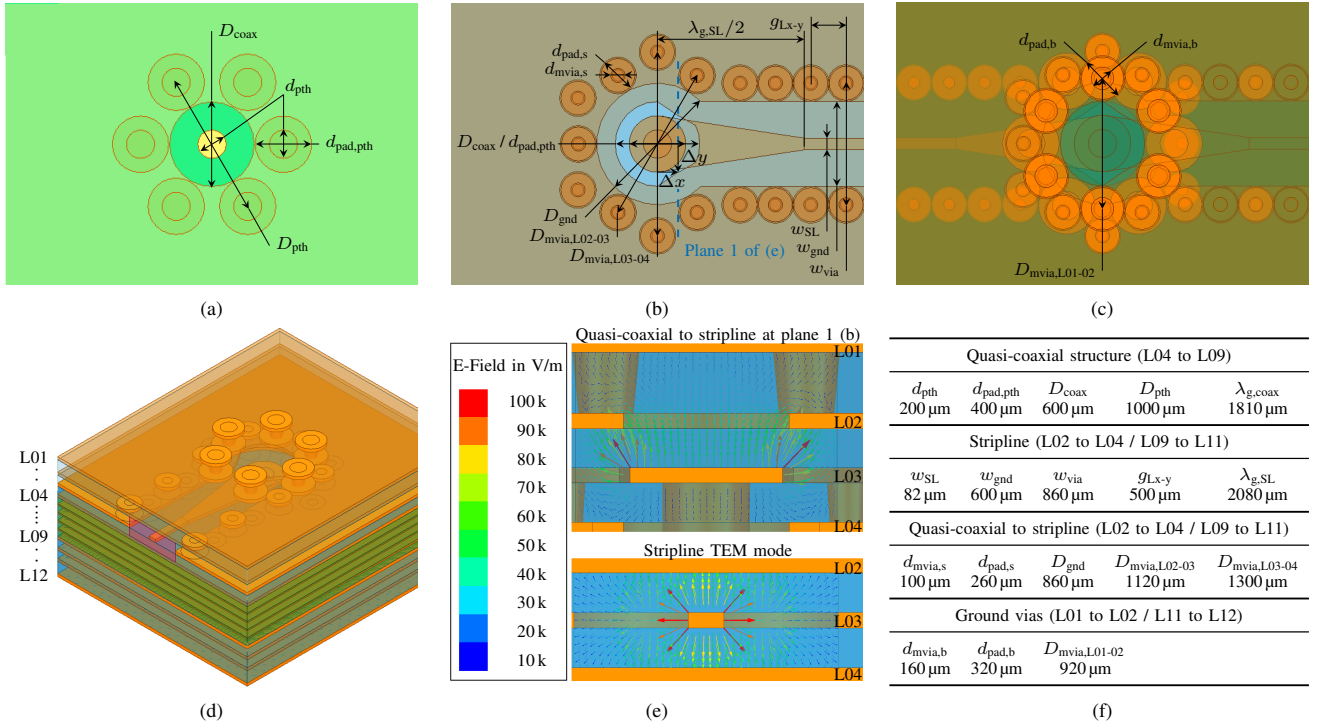 D_coax
d_pth
d_pad,pth
D_pth
(a)
λ_g,SL/2
g_Lx-y
d_pad,s
d_mvia,s
D_coax / d_pad,pth
Δy
Δx
D_gnd
D_mvia,L02-03
D_mvia,L03-04
Plane 1 of (e)
w_SL
w_gnd
w_via
(b)
d_pad,b
d_mvia,b
D_mvia,L01-02
(c)
L01
L04
L09
L12
(d)
Quasi-coaxial to stripline at plane 1 (b)
E-Field in V/m
100 k
90 k
80 k
70 k
60 k
50 k
40 k
30 k
20 k
10 k
L01
L02
L03
L04
Stripline TEM mode
L02
L03
L04
(e)
Quasi-coaxial structure (L04 to L09)
d_pth d_pad,pth D_coax D_pth λ_g,coax
200 µm 400 µm 600 µm 1000 µm 1810 µm
Stripline (L02 to L04 / L09 to L11)
w_SL w_gnd w_via g_Lx-y λ_g,SL
82 µm 600 µm 860 µm 500 µm 2080 µm
Quasi-coaxial to stripline (L02 to L04 / L09 to L11)
d_mvia,s d_pad,s D_gnd D_mvia,L02-03 D_mvia,L03-04
100 µm 260 µm 860 µm 1120 µm 1300 µm
Ground vias (L01 to L02 / L11 to L12)
d_mvia,b d_pad,b D_mvia,L01-02
160 µm 320 µm 920 µm
(f)